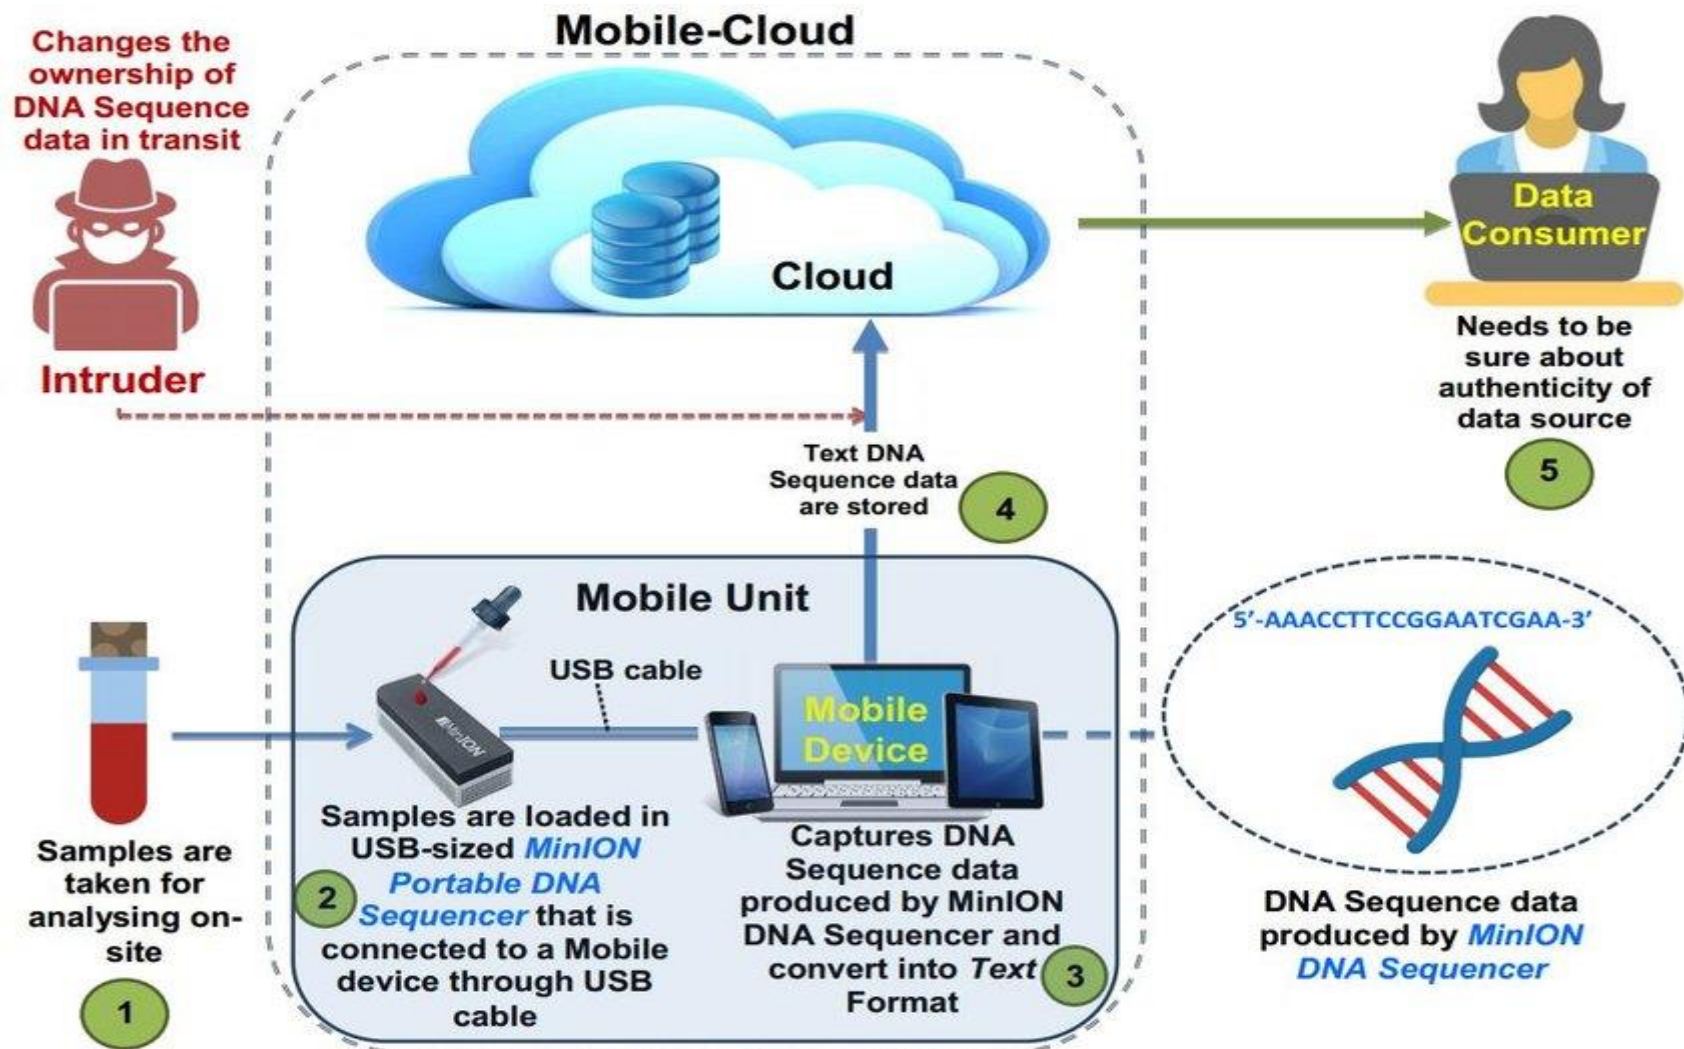 Mobile-Cloud
Changes the
ownership of
DNA Sequence
data in transit
Intruder
Cloud
Data
Consumer
Needs to be
sure about
authenticity of
data source
5
Text DNA
Sequence data
are stored
4
Mobile Unit
USB cable
MinION
Mobile
Device
5’-AAACCTTCCGGAATCGAA-3’
Samples are
taken for
analysing on-
site
1
Samples are loaded in
USB-sized MinION
Portable DNA
Sequencer that is
connected to a Mobile
device through USB
cable
2
Captures DNA
Sequence data
produced by MinION
DNA Sequencer and
convert into Text
Format
3
DNA Sequence data
produced by MinION
DNA Sequencer